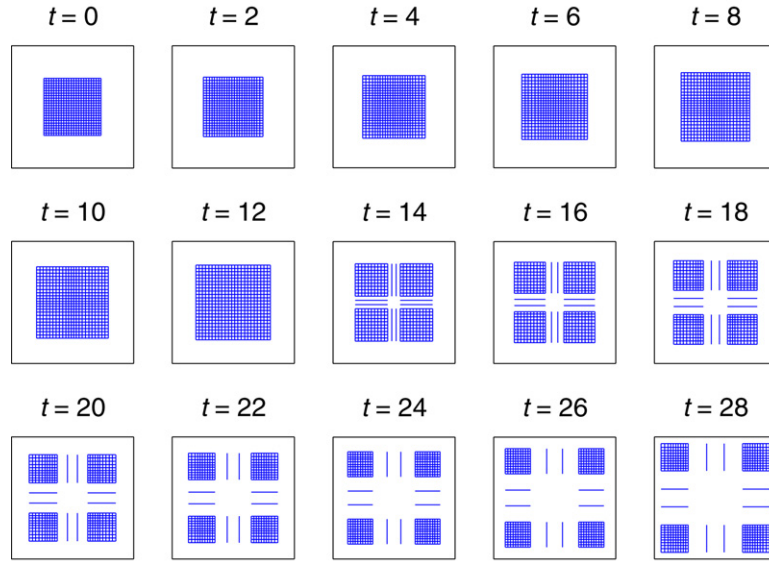 t = 0 t = 2 t = 4 t = 6 t = 8
t = 10 t = 12 t = 14 t = 16 t = 18
t = 20 t = 22 t = 24 t = 26 t = 28